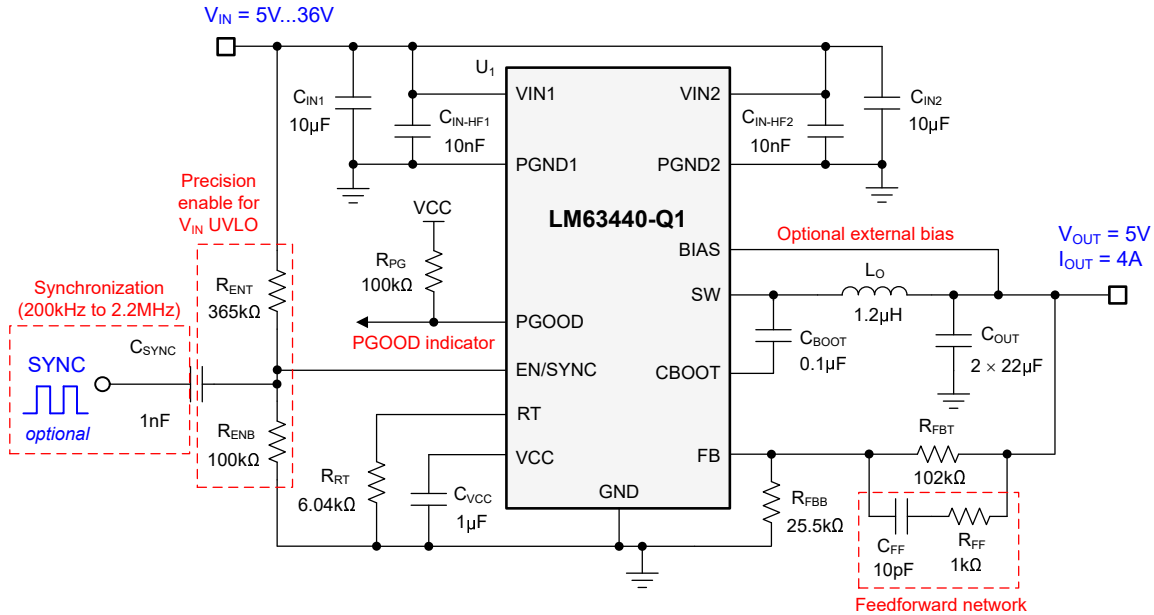 V_IN = 5V...36V
U_1
VIN1
VIN2
C_IN1
10µF
C_IN-HF1
10nF
C_IN-HF2
10nF
C_IN2
10µF
PGND1
PGND2
Precision
enable for
V_IN UVLO
VCC
LM63440-Q1
R_PG
100kΩ
BIAS
Optional external bias
V_OUT = 5V
I_OUT = 4A
Synchronization
(200kHz to 2.2MHz)
R_ENT
365kΩ
SW
L_O
1.2µH
PGOOD
PGOOD indicator
C_BOOT
0.1µF
C_OUT
2 × 22µF
C_SYNC
1nF
SYNC
optional
EN/SYNC
CBOOT
RT
R_ENB
100kΩ
VCC
FB
R_FBT
102kΩ
R_RT
6.04kΩ
C_VCC
1µF
GND
R_FBB
25.5kΩ
C_FF
10pF
R_FF
1kΩ
Feedforward network